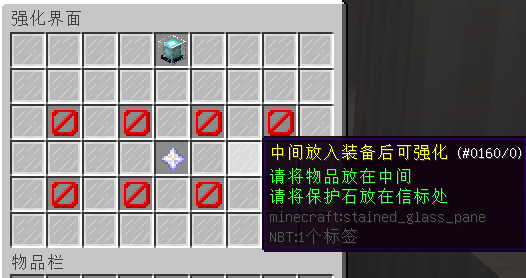 强化界面
中间放入装备后可强化 (#0160/0)
请将物品放在中间
请将保护石放在信标处
minecraft:stained_glass_pane
NBT:1个标签
物品栏